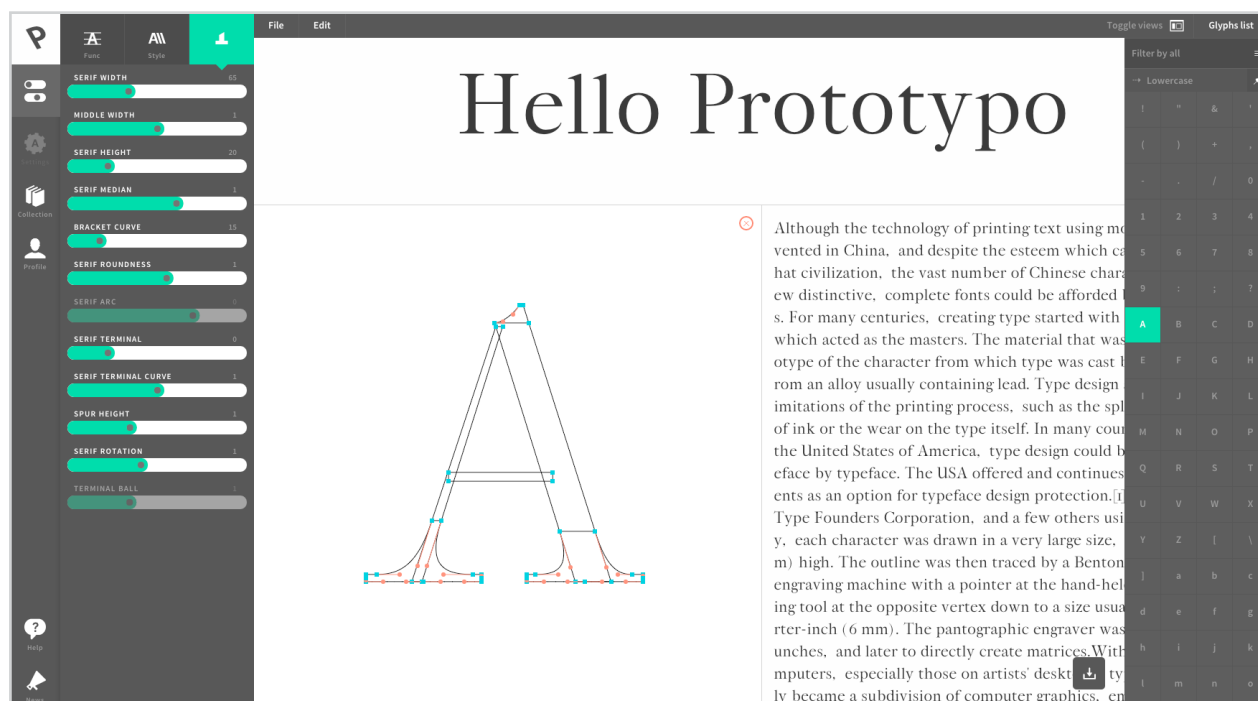 File Edit Toggle views Glyphs list
Func Style
SERIF WIDTH 65
MIDDLE WIDTH 1
SERIF HEIGHT 20
SERIF MEDIAN 1
BRACKET CURVE 15
SERIF ROUNDNESS 1
SERIF ARC 0
SERIF TERMINAL 0
SERIF TERMINAL CURVE 1
SPUR HEIGHT 1
SERIF ROTATION 1
TERMINAL BALL
Collection
Profile
Help
Hello Prototypo
Although the technology of printing text using mo
vented in China, and despite the esteem which ca
hat civilization, the vast number of Chinese chara
ew distinctive, complete fonts could be afforded
s. For many centuries, creating type started with
which acted as the masters. The material that was
otype of the character from which type was cast
rom an alloy usually containing lead. Type design
imitations of the printing process, such as the spl
of ink or the wear on the type itself. In many cour
the United States of America, type design could b
eface by typeface. The USA offered and continues
ents as an option for typeface design protection.[1]
Type Founders Corporation, and a few others usi
y, each character was drawn in a very large size,
m) high. The outline was then traced by a Benton
engraving machine with a pointer at the hand-hel
ing tool at the opposite vertex down to a size usua
rter-inch (6 mm). The pantographic engraver was
unches, and later to directly create matrices.With
mputers, especially those on artists' deskt ty
ly became a subdivision of computer graphics, en
Filter by all
Lowercase
! " & '
( ) + ,
- . / 0
1 2 3 4
5 6 7 8
9 : ; ?
A B C D
E F G H
I J K L
M N O P
Q R S T
U V W X
Y Z [ \
] a b c
d e f g
h i j k
l m n o